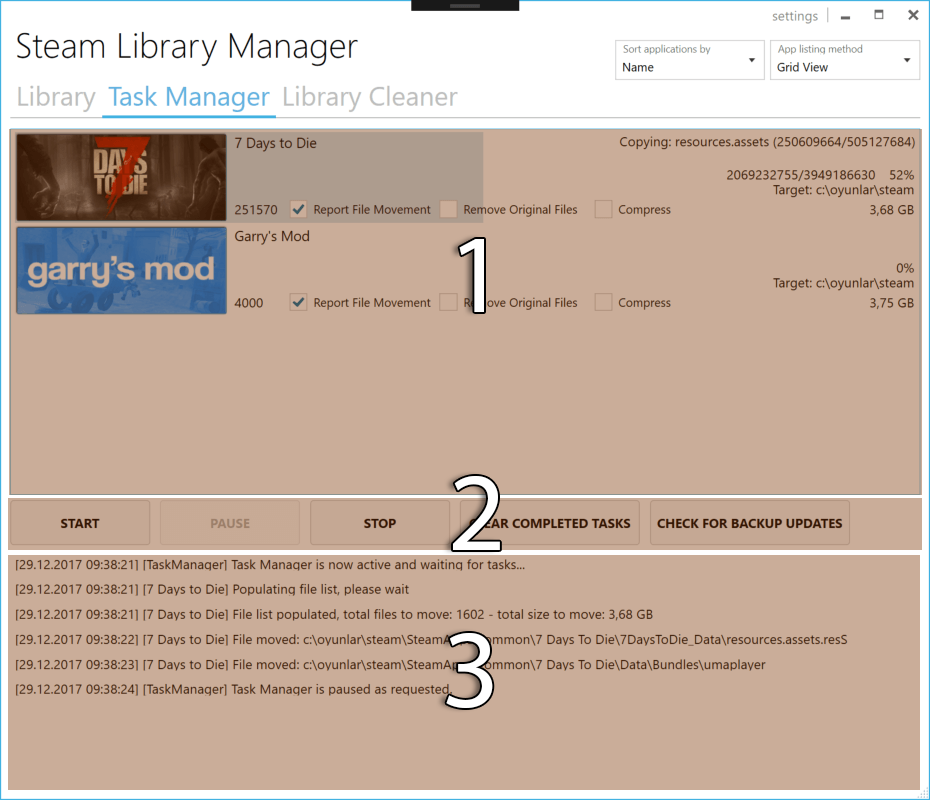 settings
Steam Library Manager
Sort applications by
Name
App listing method
Grid View
Library Task Manager Library Cleaner
7 DAYS TO DIE
7 Days to Die
Copying: resources.assets (250609664/505127684)
2069232755/3949186630 52%
Target: c:\oyunlar\steam
251570 Report File Movement Remove Original Files Compress 3,68 GB
garry's mod
Garry's Mod
1
0%
Target: c:\oyunlar\steam
4000 Report File Movement Remove Original Files Compress 3,75 GB
2
START PAUSE STOP CLEAR COMPLETED TASKS CHECK FOR BACKUP UPDATES
[29.12.2017 09:38:21] [TaskManager] Task Manager is now active and waiting for tasks...
[29.12.2017 09:38:21] [7 Days to Die] Populating file list, please wait
[29.12.2017 09:38:21] [7 Days to Die] File list populated, total files to move: 1602 - total size to move: 3,68 GB
[29.12.2017 09:38:22] [7 Days to Die] File moved: c:\oyunlar\steam\SteamApps\common\7 Days To Die\7DaysToDie_Data\resources.assets.resS
3
[29.12.2017 09:38:23] [7 Days to Die] File moved: c:\oyunlar\steam\SteamApps\common\7 Days To Die\Data\Bundles\umaplayer
[29.12.2017 09:38:24] [TaskManager] Task Manager is paused as requested.